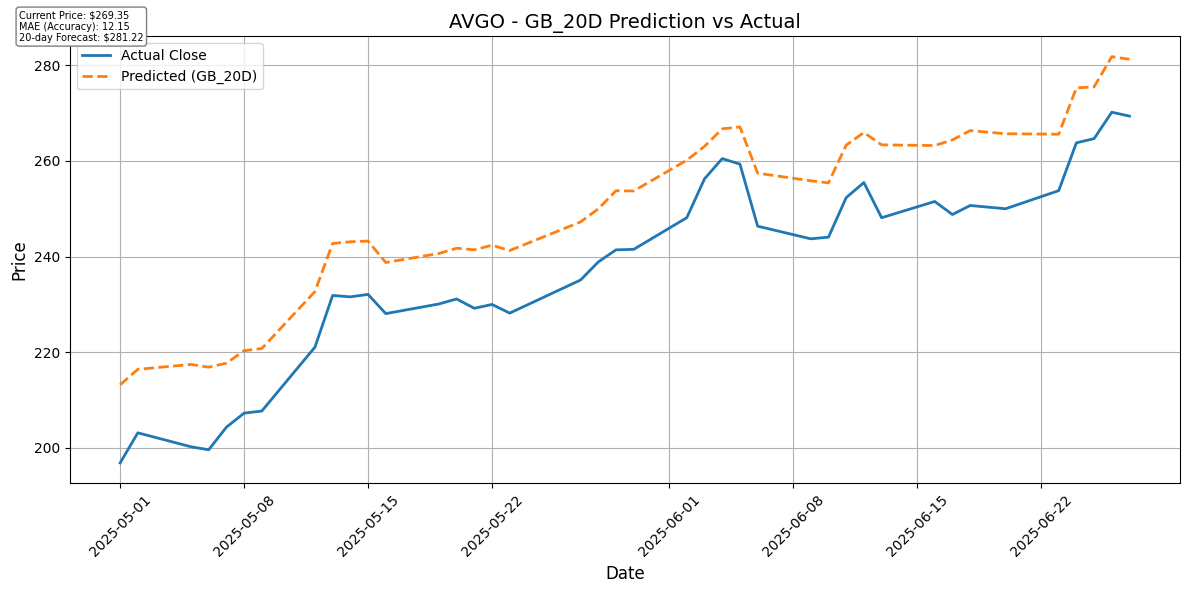 Current Price: $269.35
MAE (Accuracy): 12.15
20-day Forecast: $281.22
AVGO - GB_20D Prediction vs Actual
Actual Close
Predicted (GB_20D)
Price
280
260
240
220
200
2025-05-01
2025-05-08
2025-05-15
2025-05-22
2025-06-01
2025-06-08
2025-06-15
2025-06-22
Date